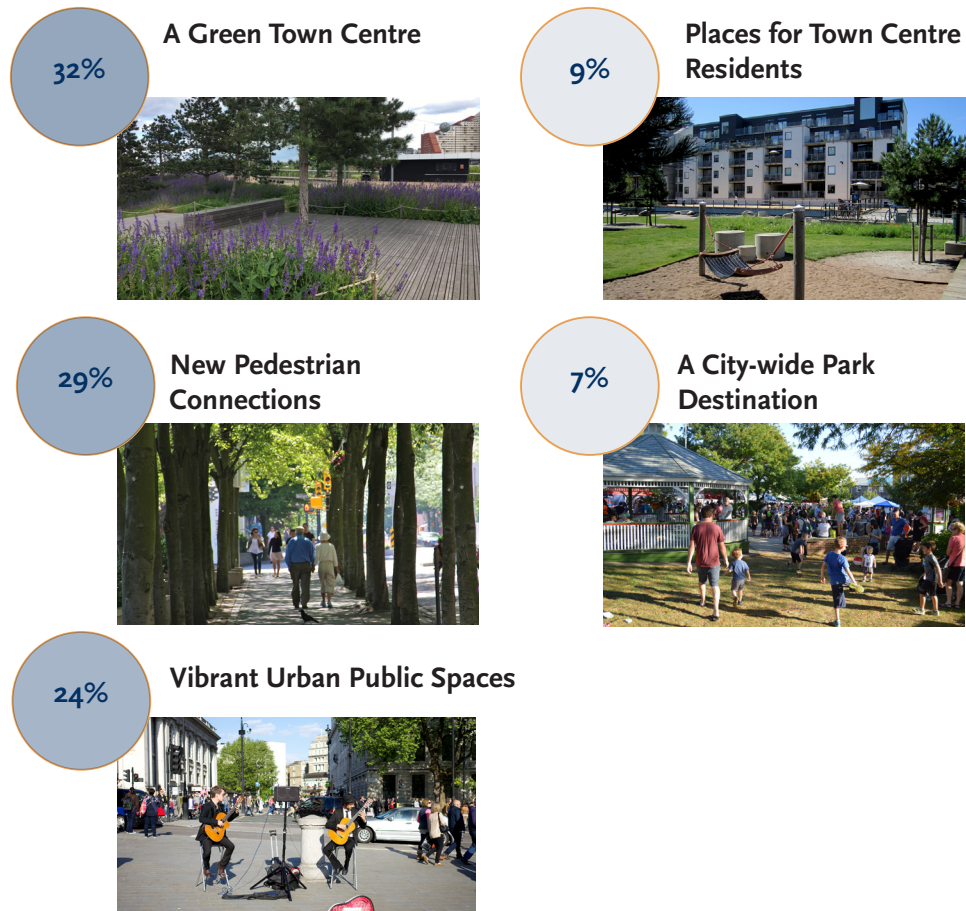 32%
A Green Town Centre
9%
Places for Town Centre
Residents
29%
New Pedestrian
Connections
7%
A City-wide Park
Destination
24%
Vibrant Urban Public Spaces